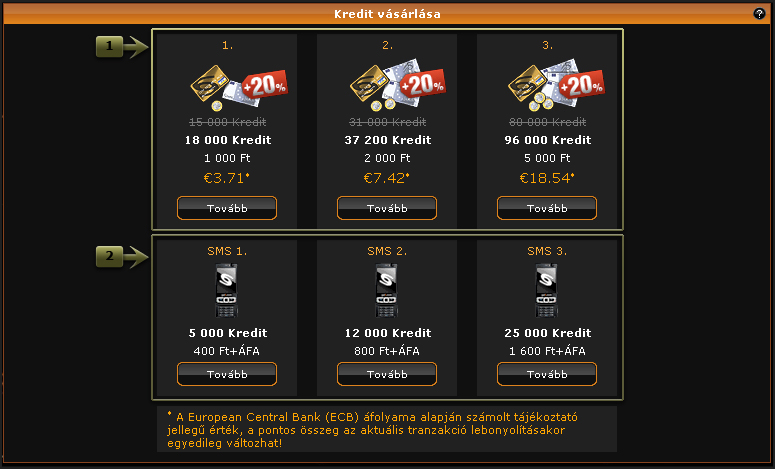 Kredit vásárlása
?
1
1.
2.
3.
+20%
+20%
+20%
15 000 Kredit
31 000 Kredit
80 000 Kredit
18 000 Kredit
37 200 Kredit
96 000 Kredit
1 000 Ft
2 000 Ft
5 000 Ft
€3.71*
€7.42*
€18.54*
Tovább
Tovább
Tovább
2
SMS 1.
SMS 2.
SMS 3.
5 000 Kredit
12 000 Kredit
25 000 Kredit
400 Ft+ÁFA
800 Ft+ÁFA
1 600 Ft+ÁFA
Tovább
Tovább
Tovább
* A European Central Bank (ECB) áfolyama alapján számolt tájékoztató
jellegű érték, a pontos összeg az aktuális tranzakció lebonyolításakor
egyedileg változhat!